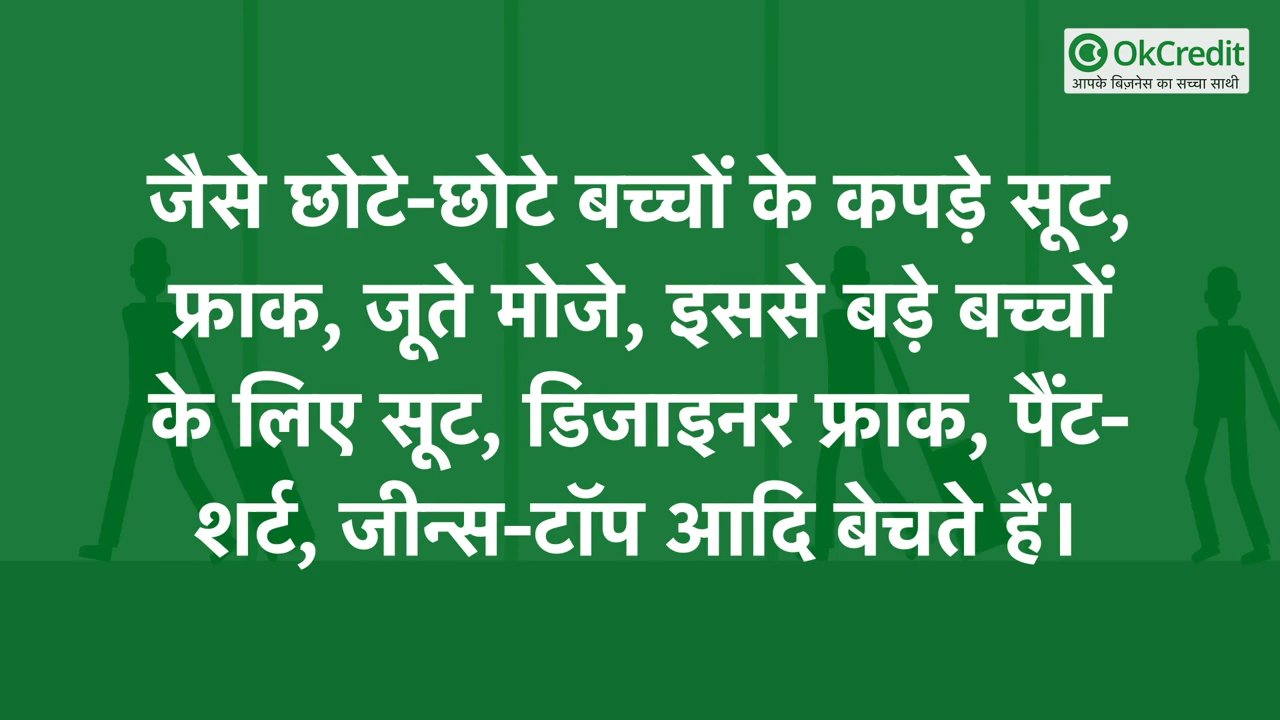 OkCredit
आपके बिज़नेस का सच्चा साथी
जैसे छोटे-छोटे बच्चों के कपड़े सूट,
फ्राक, जूते मोजे, इससे बड़े बच्चों
के लिए सूट, डिजाइनर फ्राक, पैंट-
शर्ट, जीन्स-टॉप आदि बेचते हैं।